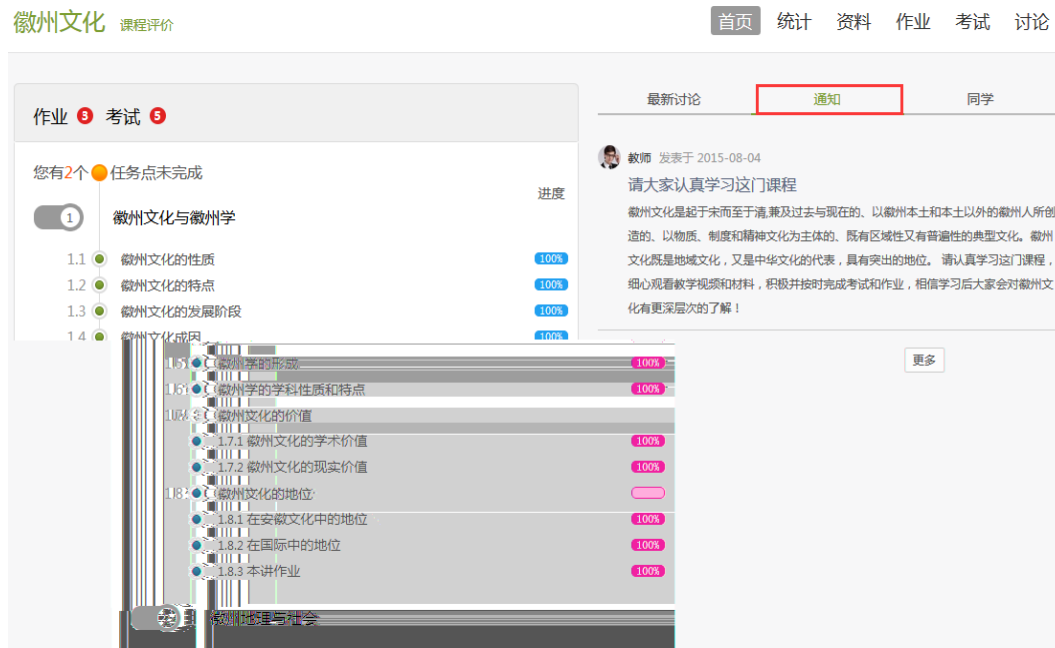 徽州文化 课程评价
首页 统计 资料 作业 考试 讨论
作业 3 考试 5
您有2个 任务点未完成
进度
1 徽州文化与徽州学
1.1 徽州文化的性质 100%
1.2 徽州文化的特点 100%
1.3 徽州文化的发展阶段 100%
1.4 徽州文化成因 100%
徽州学的形成 100%
徽州学的学科性质和特点 100%
徽州文化的价值
1.7.1 徽州文化的学术价值 100%
1.7.2 徽州文化的现实价值 100%
徽州文化的地位
1.8.1 在安徽文化中的地位 100%
1.8.2 在国际中的地位 100%
1.8.3 本讲作业 100%
徽州地理与社会
最新讨论 通知 同学
教师 发表于 2015-08-04
请大家认真学习这门课程
徽州文化是起于宋而至于清,兼及过去与现在的、以徽州本土和本土以外的徽州人所创
造的、以物质、制度和精神文化为主体的、既有区域性又有普遍性的典型文化。徽州
文化既是地域文化，又是中华文化的代表，具有突出的地位。 请认真学习这门课程，
细心观看教学视频和材料，积极并按时完成考试和作业，相信学习后大家会对徽州文
化有更深层次的了解！
更多